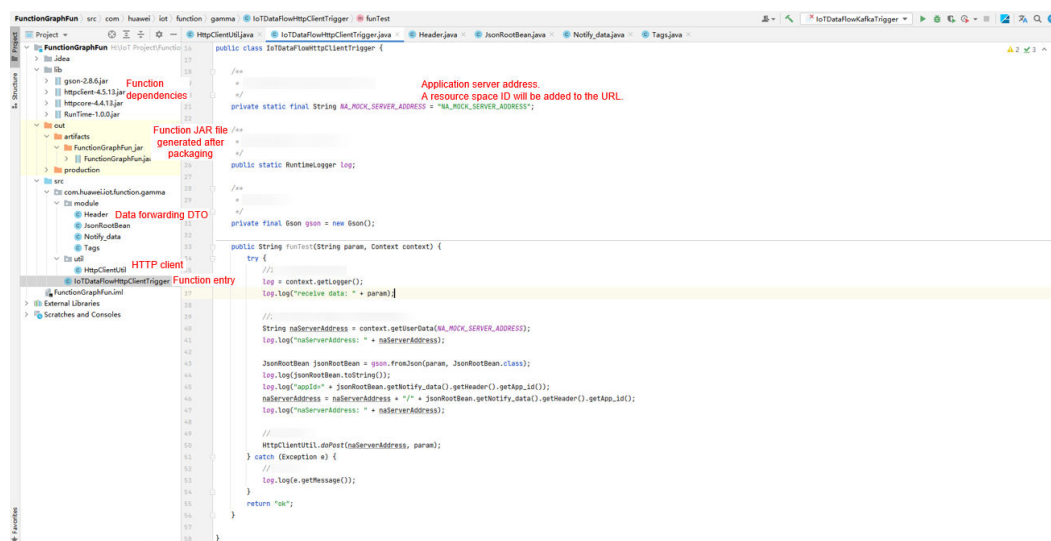 FunctionGraphFun src com huawei iot function gamma IoTDataFlowHttpClientTrigger funTest
IoTDataFlowKafkaTrigger
Project
HttpClientUtil.java
IoTDataFlowHttpClientTrigger.java
Header.java
JsonRootBean.java
Notify_data.java
Tags.java
Project
Structure
Favorites
FunctionGraphFun H:\IoT Project\Functio
.idea
lib
gson-2.8.6.jar
httpclient-4.5.13.jar
httpcore-4.4.13.jar
RunTime-1.0.0.jar
Function
dependencies
out
artifacts
FunctionGraphFun_jar
FunctionGraphFun.ja
production
Function JAR file
generated after
packaging
src
com.huawei.iot.function.gamma
module
Header
JsonRootBean
Notify_data
Tags
Data forwarding DTO
util
HttpClientUtil
HTTP client
IoTDataFlowHttpClientTrigger
Function entry
FunctionGraphFun.iml
External Libraries
Scratches and Consoles
2 3
public class IoTDataFlowHttpClientTrigger {
/**
*
Application server address.
A resource space ID will be added to the URL.
private static final String NA_MOCK_SERVER_ADDRESS = "NA_MOCK_SERVER_ADDRESS";
/**
*/
public static RuntimeLogger log;
/**
*
*/
private final Gson gson = new Gson();
public String funTest(String param, Context context) {
try {
//
log = context.getLogger();
log.log("receive data: " + param);
//
String naServerAddress = context.getUserData(NA_MOCK_SERVER_ADDRESS);
log.log("naServerAddress: " + naServerAddress);
JsonRootBean jsonRootBean = gson.fromJson(param, JsonRootBean.class);
log.log(jsonRootBean.toString());
log.log("appId=" + jsonRootBean.getNotify_data().getHeader().getApp_id());
naServerAddress = naServerAddress + "/" + jsonRootBean.getNotify_data().getHeader().getApp_id();
log.log("naServerAddress: " + naServerAddress);
//
HttpClientUtil.doPost(naServerAddress, param);
} catch (Exception e) {
//
log.log(e.getMessage());
}
return "ok";
}
}